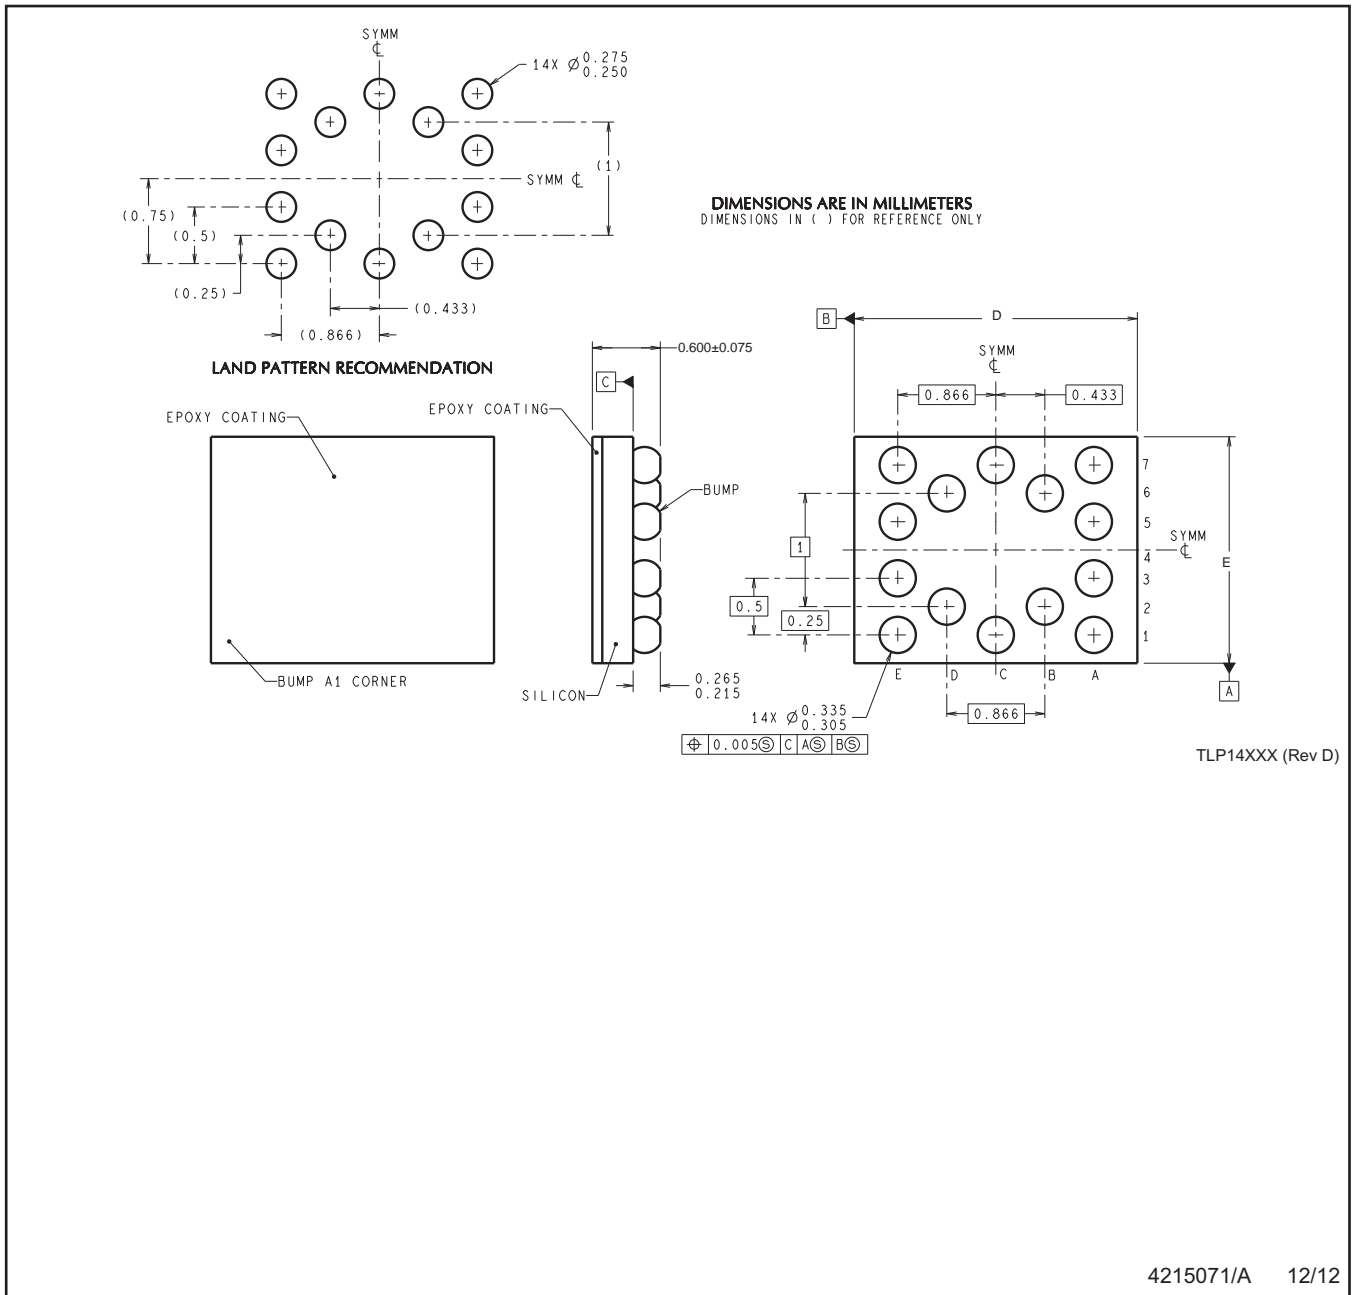 SYMM
℄
14X Ø 0.275
0.250
(1)
SYMM ℄
(0.75)
(0.5)
(0.25)
(0.433)
(0.866)
LAND PATTERN RECOMMENDATION
DIMENSIONS ARE IN MILLIMETERS
DIMENSIONS IN ( ) FOR REFERENCE ONLY
EPOXY COATING
BUMP A1 CORNER
0.600±0.075
C
EPOXY COATING
BUMP
SILICON
0.265
0.215
B
D
SYMM
℄
0.866
0.433
7
6
5
SYMM
℄
4
E
3
2
1
1
0.5
0.25
E D C B A
A
0.866
14X Ø 0.335
0.305
⌖ 0.005Ⓢ C AⓈ BⓈ
TLP14XXX (Rev D)
4215071/A 12/12